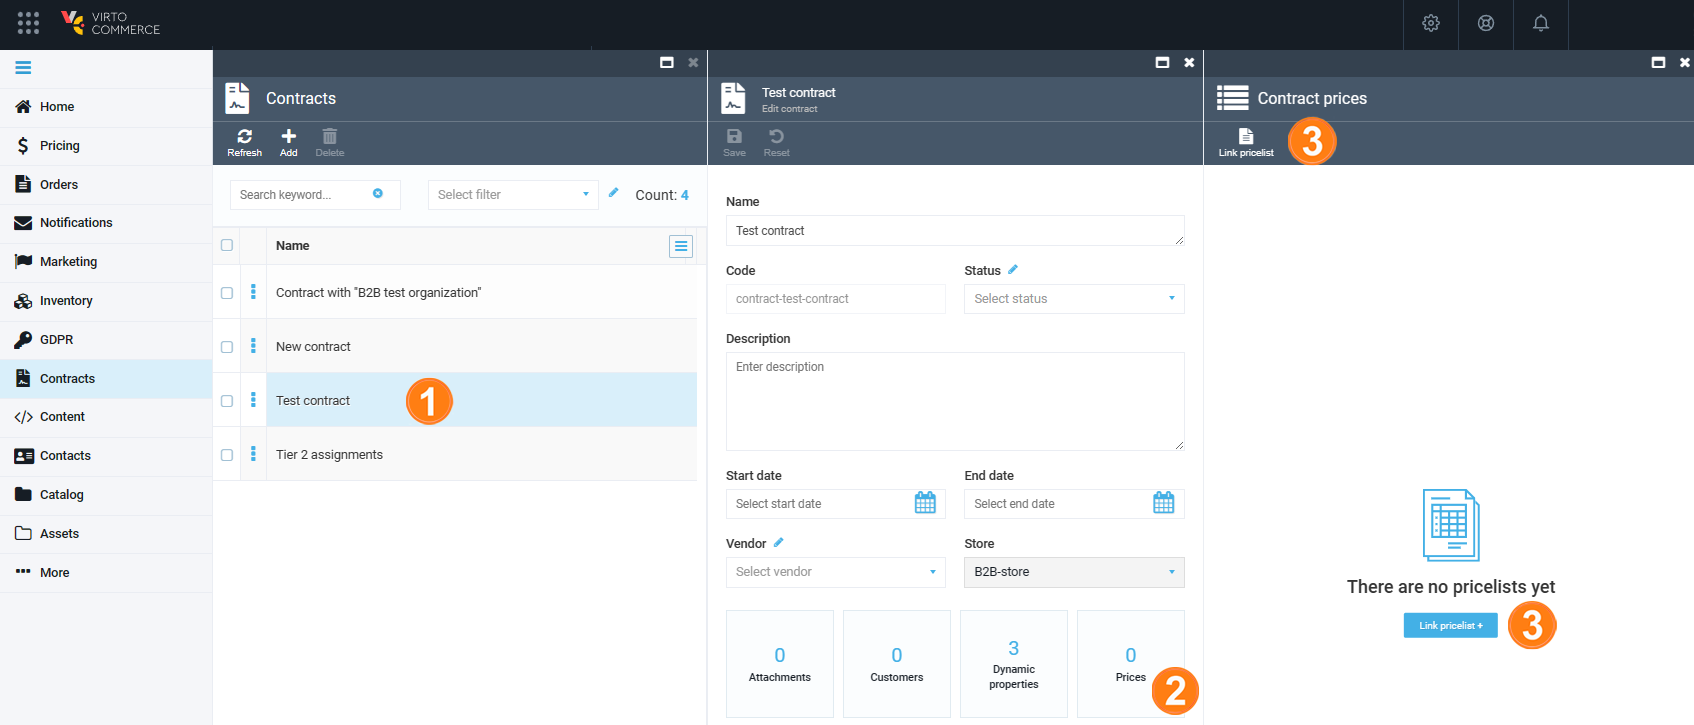 VIRTO
COMMERCE
Home
Pricing
Orders
Notifications
Marketing
Inventory
GDPR
Contracts
Content
Contacts
Catalog
Assets
More
Contracts
Refresh
Add
Delete
Search keyword...
Select filter
Count: 4
Name
Contract with "B2B test organization"
New contract
Test contract
1
Tier 2 assignments
Test contract
Edit contract
Save
Reset
Name
Test contract
Code
Status
contract-test-contract
Select status
Description
Enter description
Start date
End date
Select start date
Select end date
Vendor
Store
Select vendor
B2B-store
0
Attachments
0
Customers
3
Dynamic
properties
0
Prices
2
Contract prices
Link pricelist
3
There are no pricelists yet
Link pricelist +
3